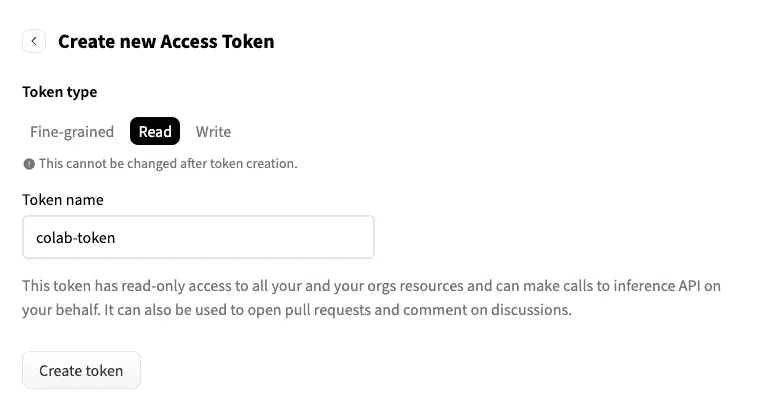 Create new Access Token
Token type
Fine-grained Read Write
This cannot be changed after token creation.
Token name
colab-token
This token has read-only access to all your and your orgs resources and can make calls to inference API on
your behalf. It can also be used to open pull requests and comment on discussions.
Create token